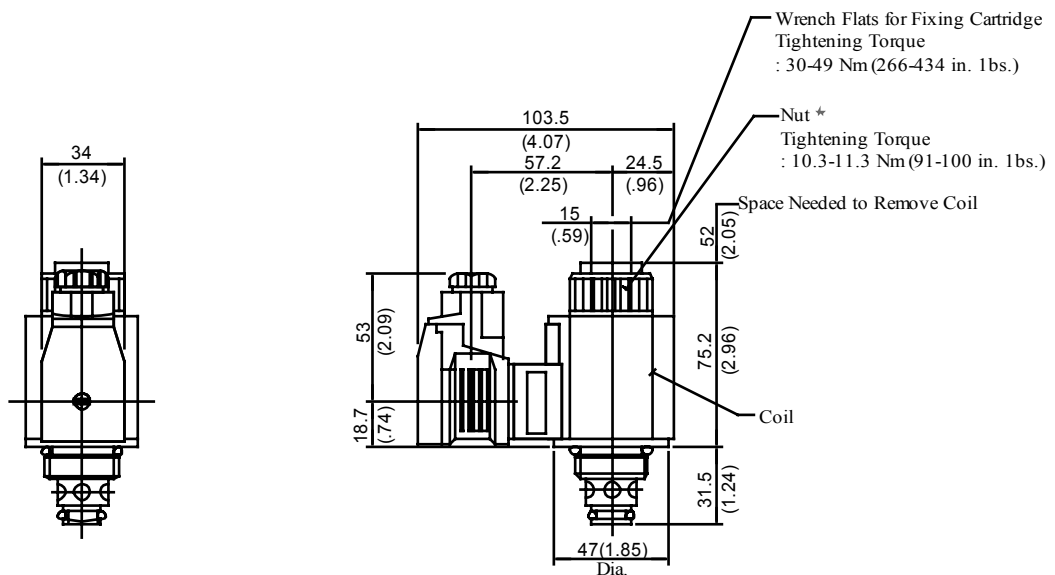 Wrench Flats for Fixing Cartridge
Tightening Torque
: 30-49 Nm (266-434 in. 1bs.)
Nut *
Tightening Torque
: 10.3-11.3 Nm (91-100 in. 1bs.)
Space Needed to Remove Coil
103.5
(4.07)
34
(1.34)
57.2
(2.25)
24.5
(.96)
15
(.59)
52
(2.05)
53
(2.09)
75.2
(2.96)
18.7
(.74)
Coil
31.5
(1.24)
47(1.85)
Dia.